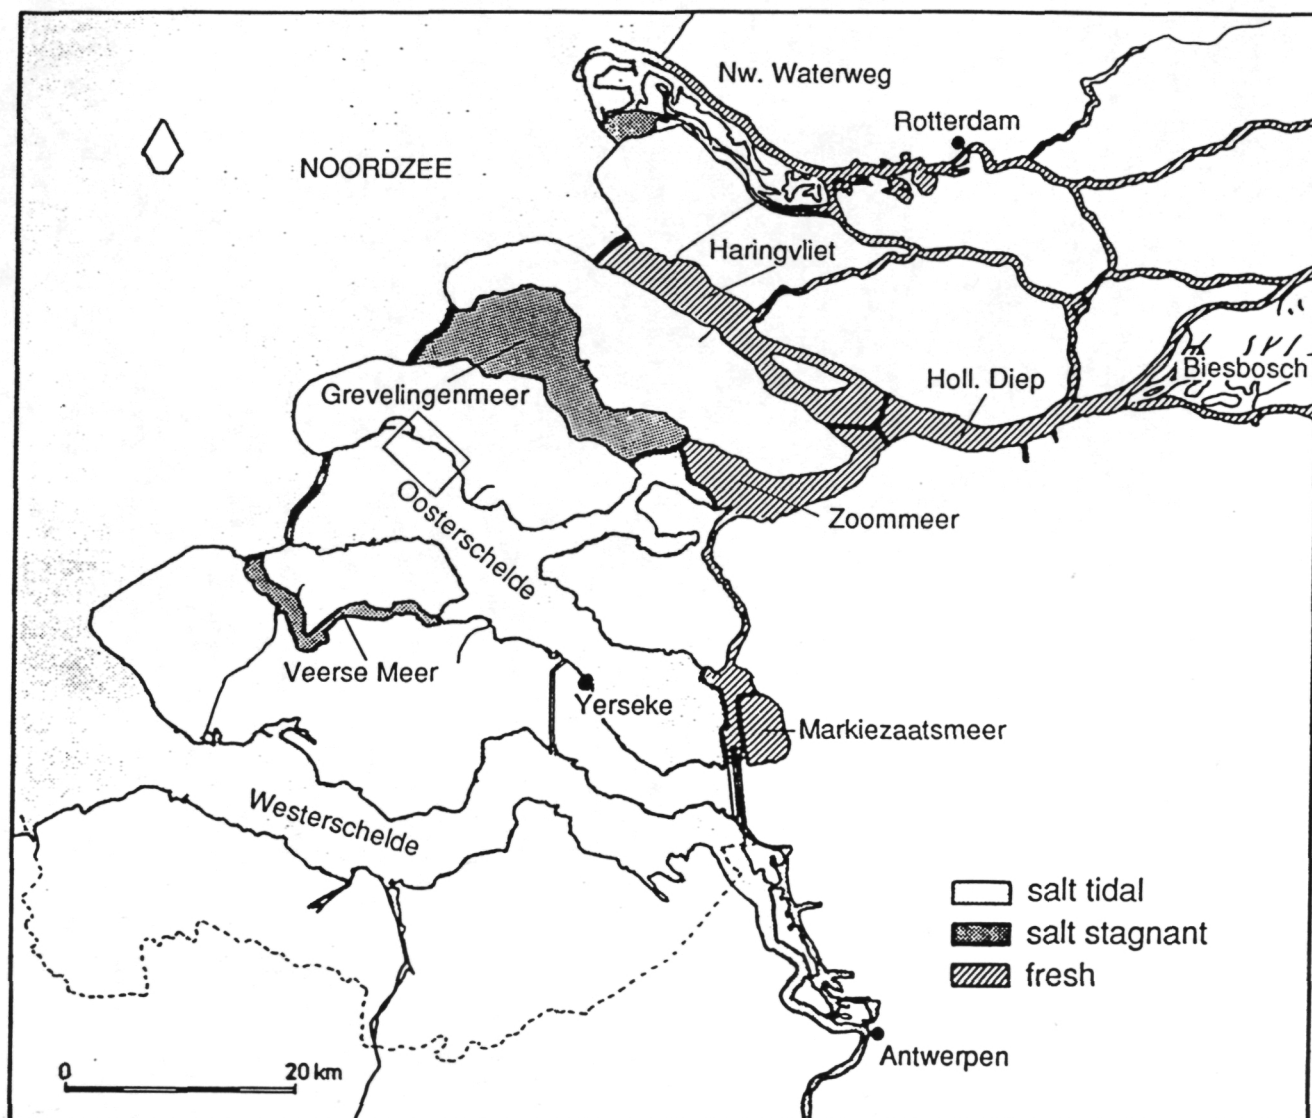 Nw. Waterweg
Rotterdam
NOORDZEE
Haringvliet
Biesbosch
Holl. Diep
Grevelingenmeer
Oosterschelde
Zoommeer
Veerse Meer
Yerseke
Markiezaatsmeer
Westerschelde
salt tidal
salt stagnant
fresh
Antwerpen
0 20 km